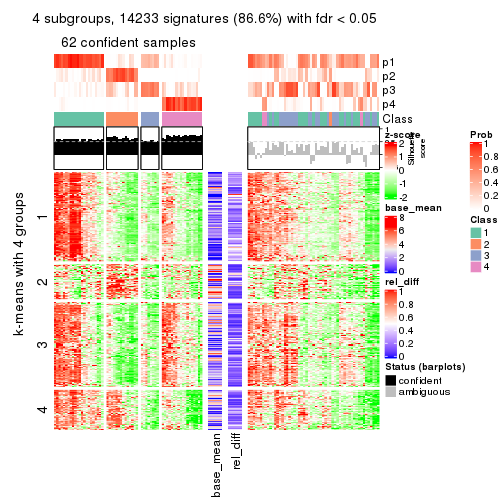 4 subgroups, 14233 signatures (86.6%) with fdr < 0.05
62 confident samples
p1
p2
p3
p4
Class
1
Silhouette
score
z-score
2
1
0
-1
-2
base_mean
8
6
4
2
0
rel_diff
1
0.8
0.6
0.4
0.2
0
Status (barplots)
confident
ambiguous
Prob
1
0.8
0.6
0.4
0.2
0
Class
1
2
3
4
k-means with 4 groups
1
2
3
4
base_mean
rel_diff